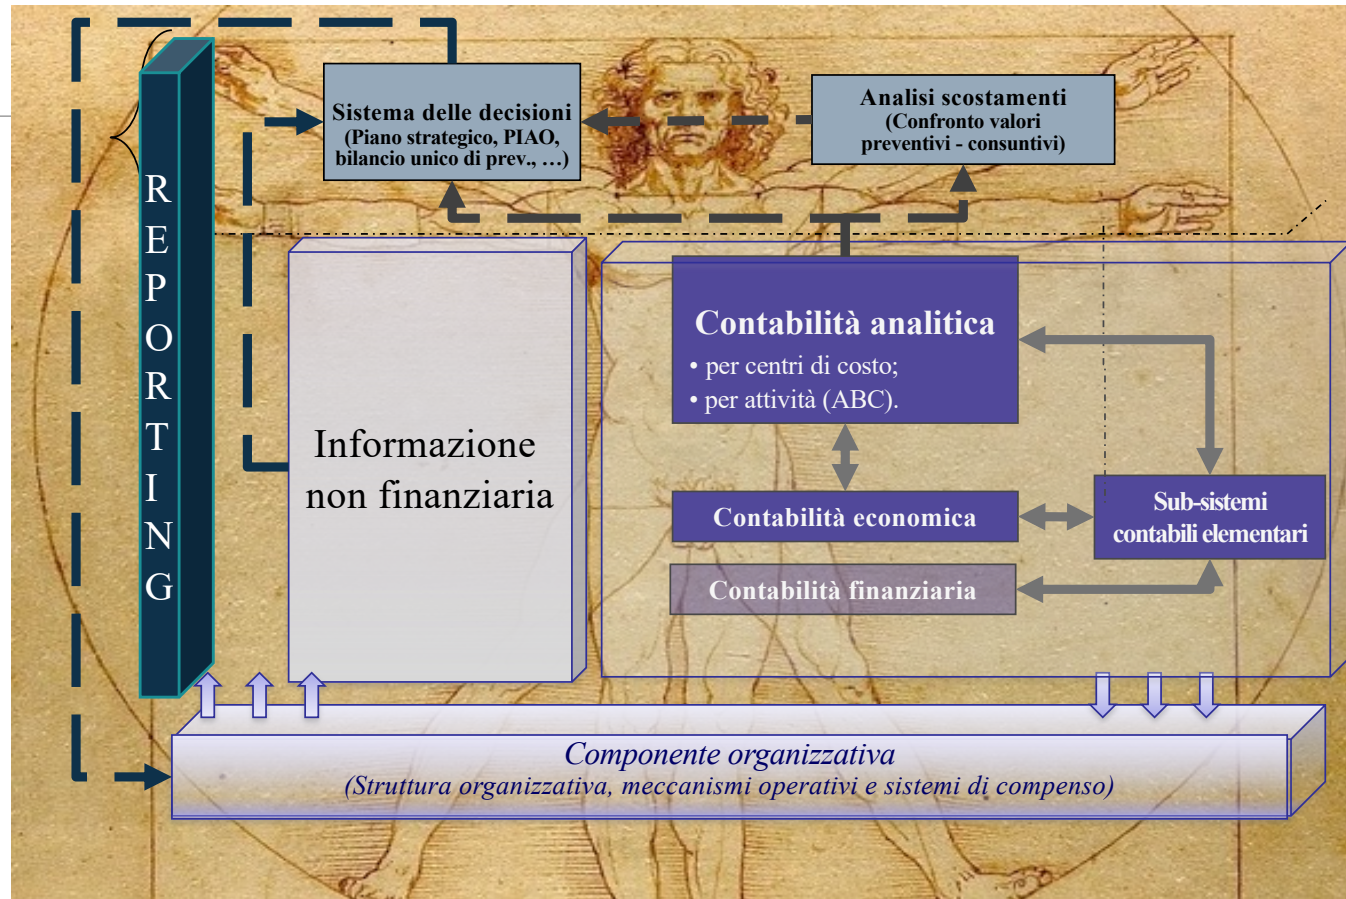 REPORTING
Sistema delle decisioni
(Piano strategico, PIAO,
bilancio unico di prev., …)
Analisi scostamenti
(Confronto valori
preventivi - consuntivi)
Informazione
non finanziaria
Contabilità analitica
• per centri di costo;
• per attività (ABC).
Contabilità economica
Sub-sistemi
contabili elementari
Contabilità finanziaria
Componente organizzativa
(Struttura organizzativa, meccanismi operativi e sistemi di compenso)